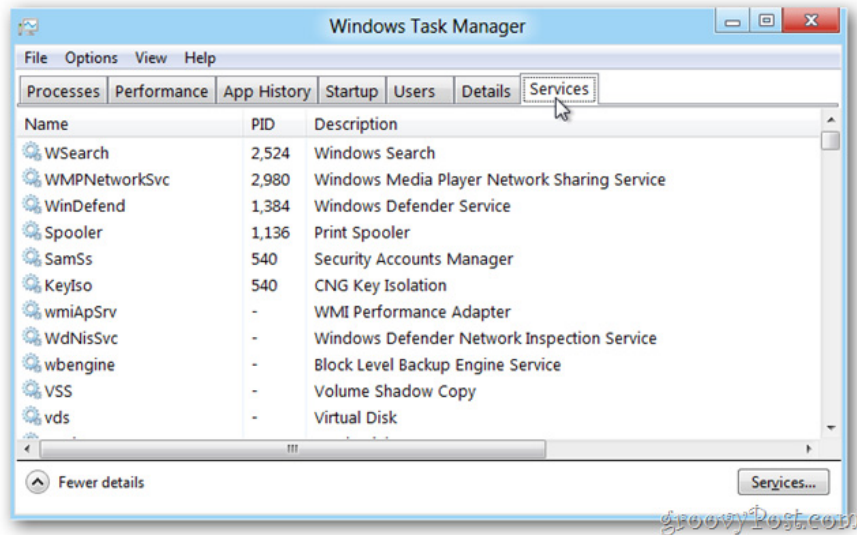 Windows Task Manager
File Options View Help
Processes Performance App History Startup Users Details Services
Name PID Description
WSearch 2,524 Windows Search
WMPNetworkSvc 2,980 Windows Media Player Network Sharing Service
WinDefend 1,384 Windows Defender Service
Spooler 1,136 Print Spooler
SamSs 540 Security Accounts Manager
KeyIso 540 CNG Key Isolation
wmiApSrv - WMI Performance Adapter
WdNisSvc - Windows Defender Network Inspection Service
wbengine - Block Level Backup Engine Service
VSS - Volume Shadow Copy
vds - Virtual Disk
Fewer details Services...
groovyPost.com